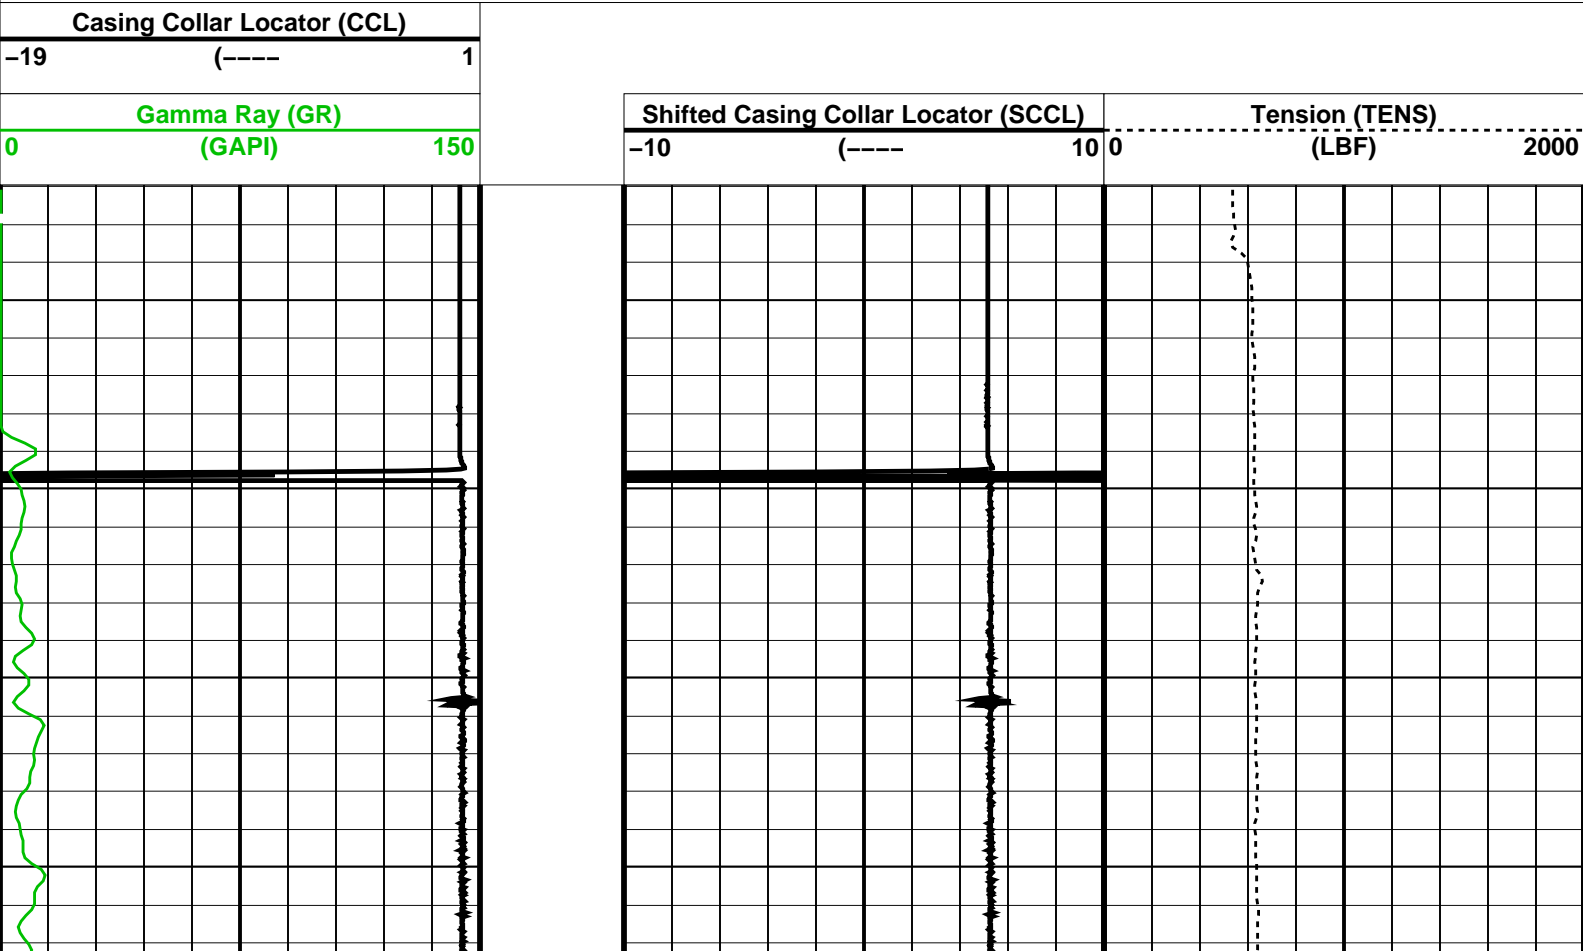 Casing Collar Locator (CCL)
−19 (−−−− 1
Gamma Ray (GR)
0 (GAPI) 150
Shifted Casing Collar Locator (SCCL)
−10 (−−−− 10
Tension (TENS)
0 (LBF) 2000